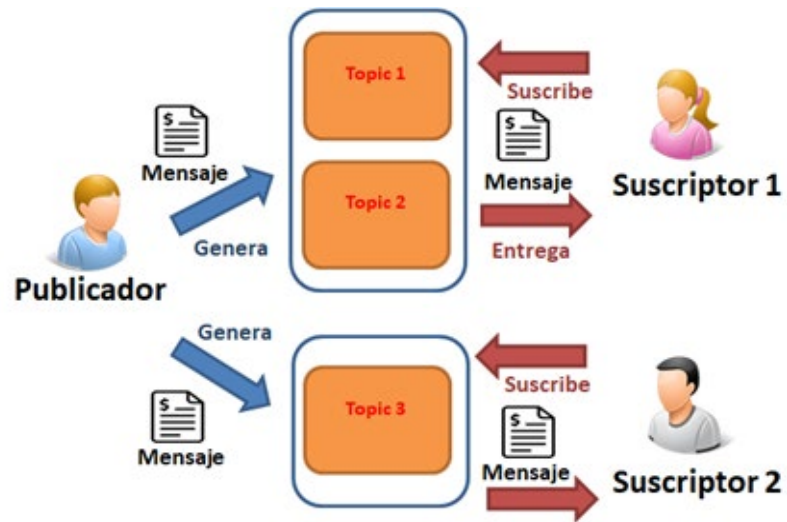 Topic 1
Suscribe
$
Mensaje
$
Mensaje
Suscriptor 1
Topic 2
Genera
Entrega
Publicador
Genera
Suscribe
Topic 3
$
Mensaje
$
Mensaje
Suscriptor 2